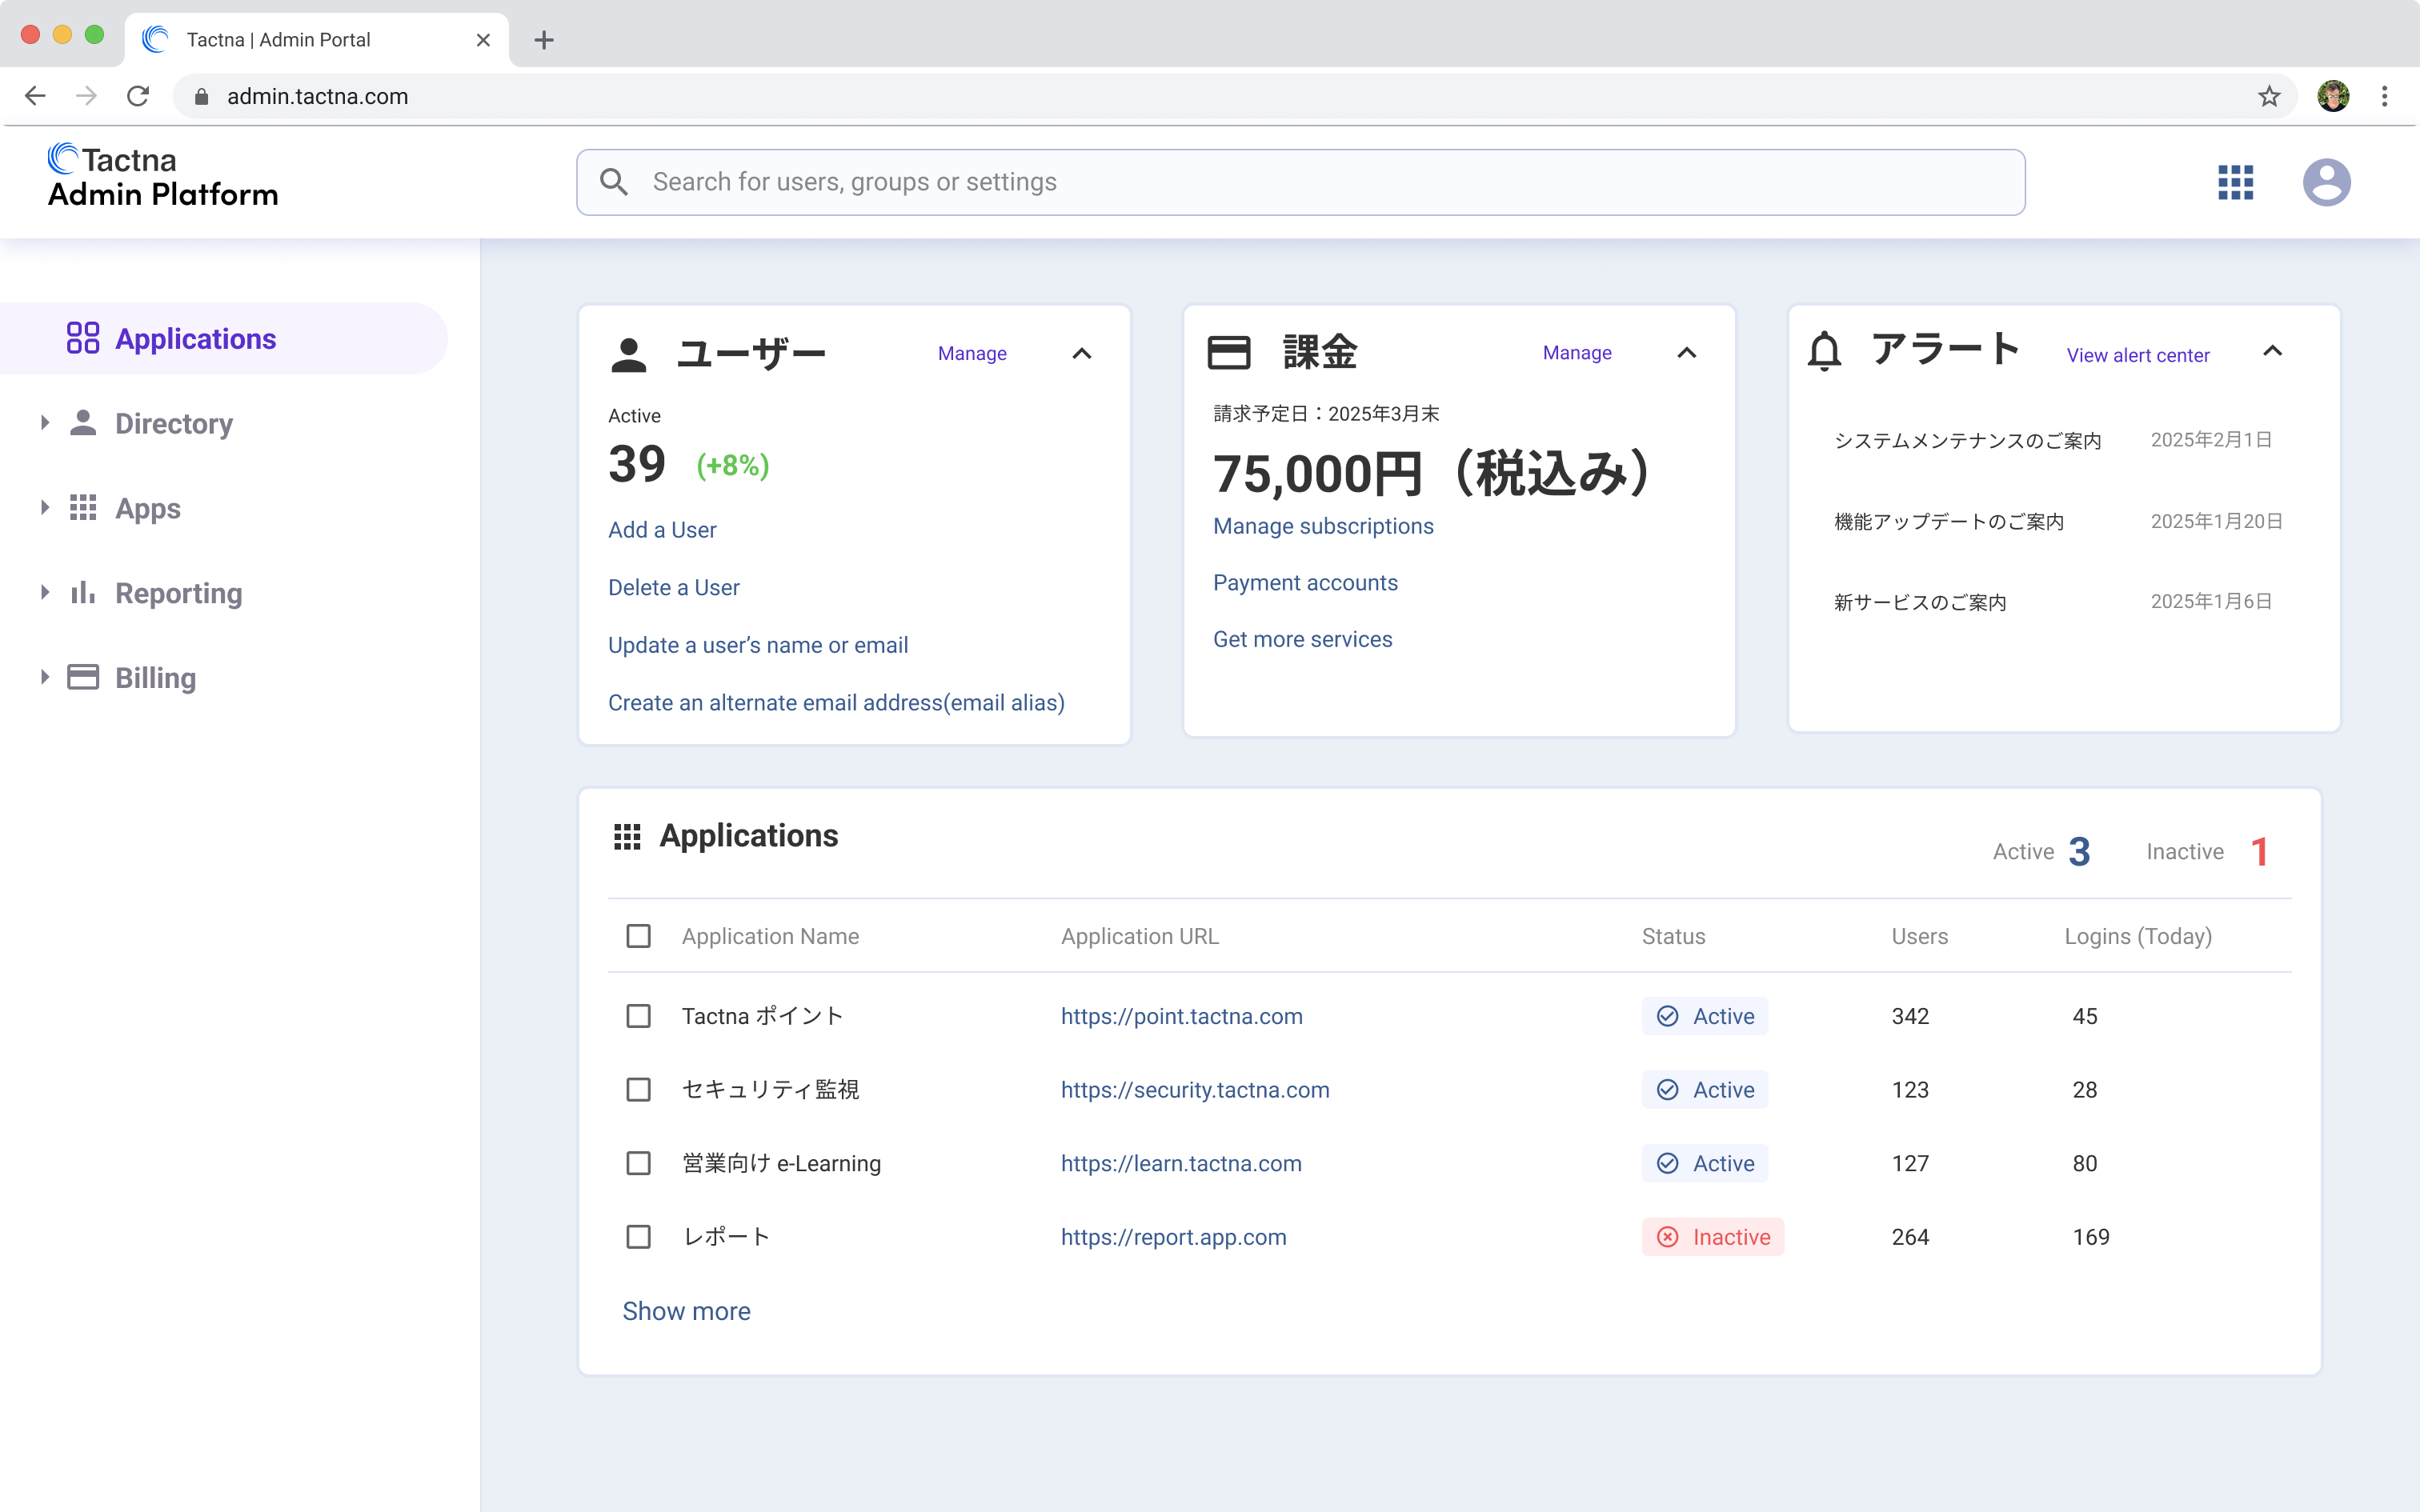 Tactna | Admin Portal
admin.tactna.com
Tactna
Admin Platform
Search for users, groups or settings
Applications
Directory
Apps
Reporting
Billing
ユーザー
Manage
Active
39 (+8%)
Add a User
Delete a User
Update a user’s name or email
Create an alternate email address(email alias)
課金
Manage
請求予定日：2025年3月末
75,000円（税込み）
Manage subscriptions
Payment accounts
Get more services
アラート
View alert center
システムメンテナンスのご案内 2025年2月1日
機能アップデートのご案内 2025年1月20日
新サービスのご案内 2025年1月6日
Applications
Active 3 Inactive 1
Application Name Application URL Status Users Logins (Today)
Tactna ポイント https://point.tactna.com Active 342 45
セキュリティ監視 https://security.tactna.com Active 123 28
営業向け e-Learning https://learn.tactna.com Active 127 80
レポート https://report.app.com Inactive 264 169
Show more